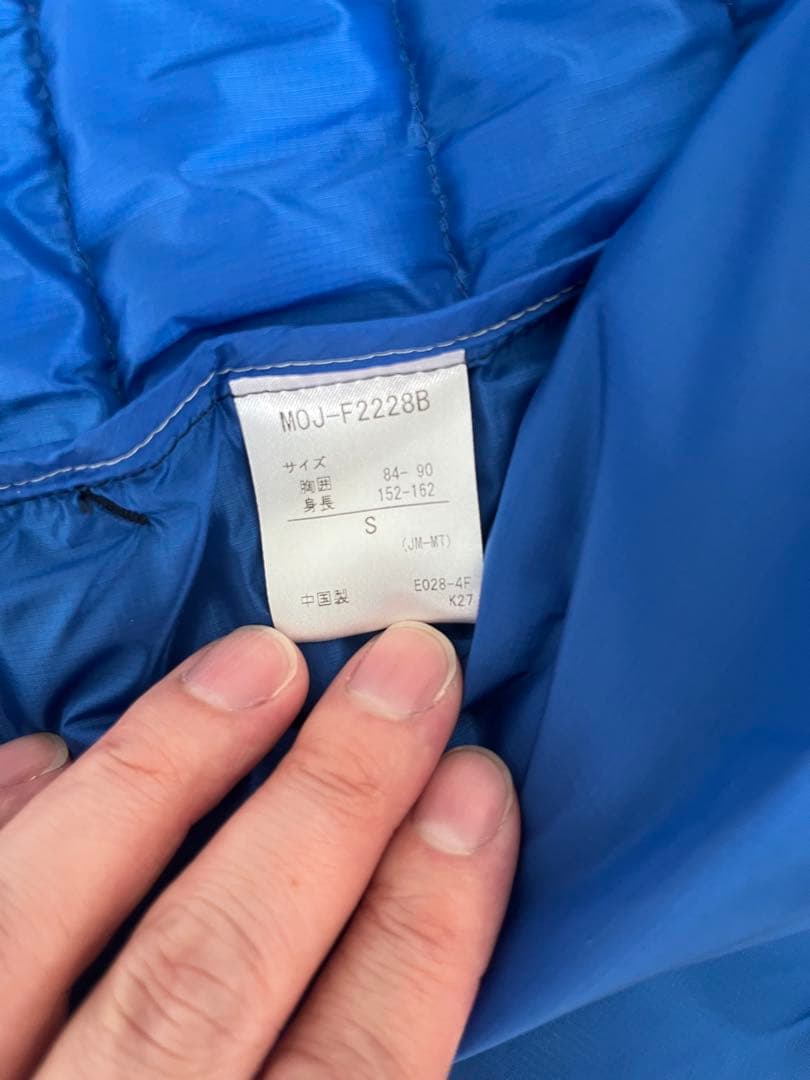 MOJ-F2228B
サイズ
胸囲 84- 90
身長 152-162
S
(JM-MT)
中国製 E028-4F
K27